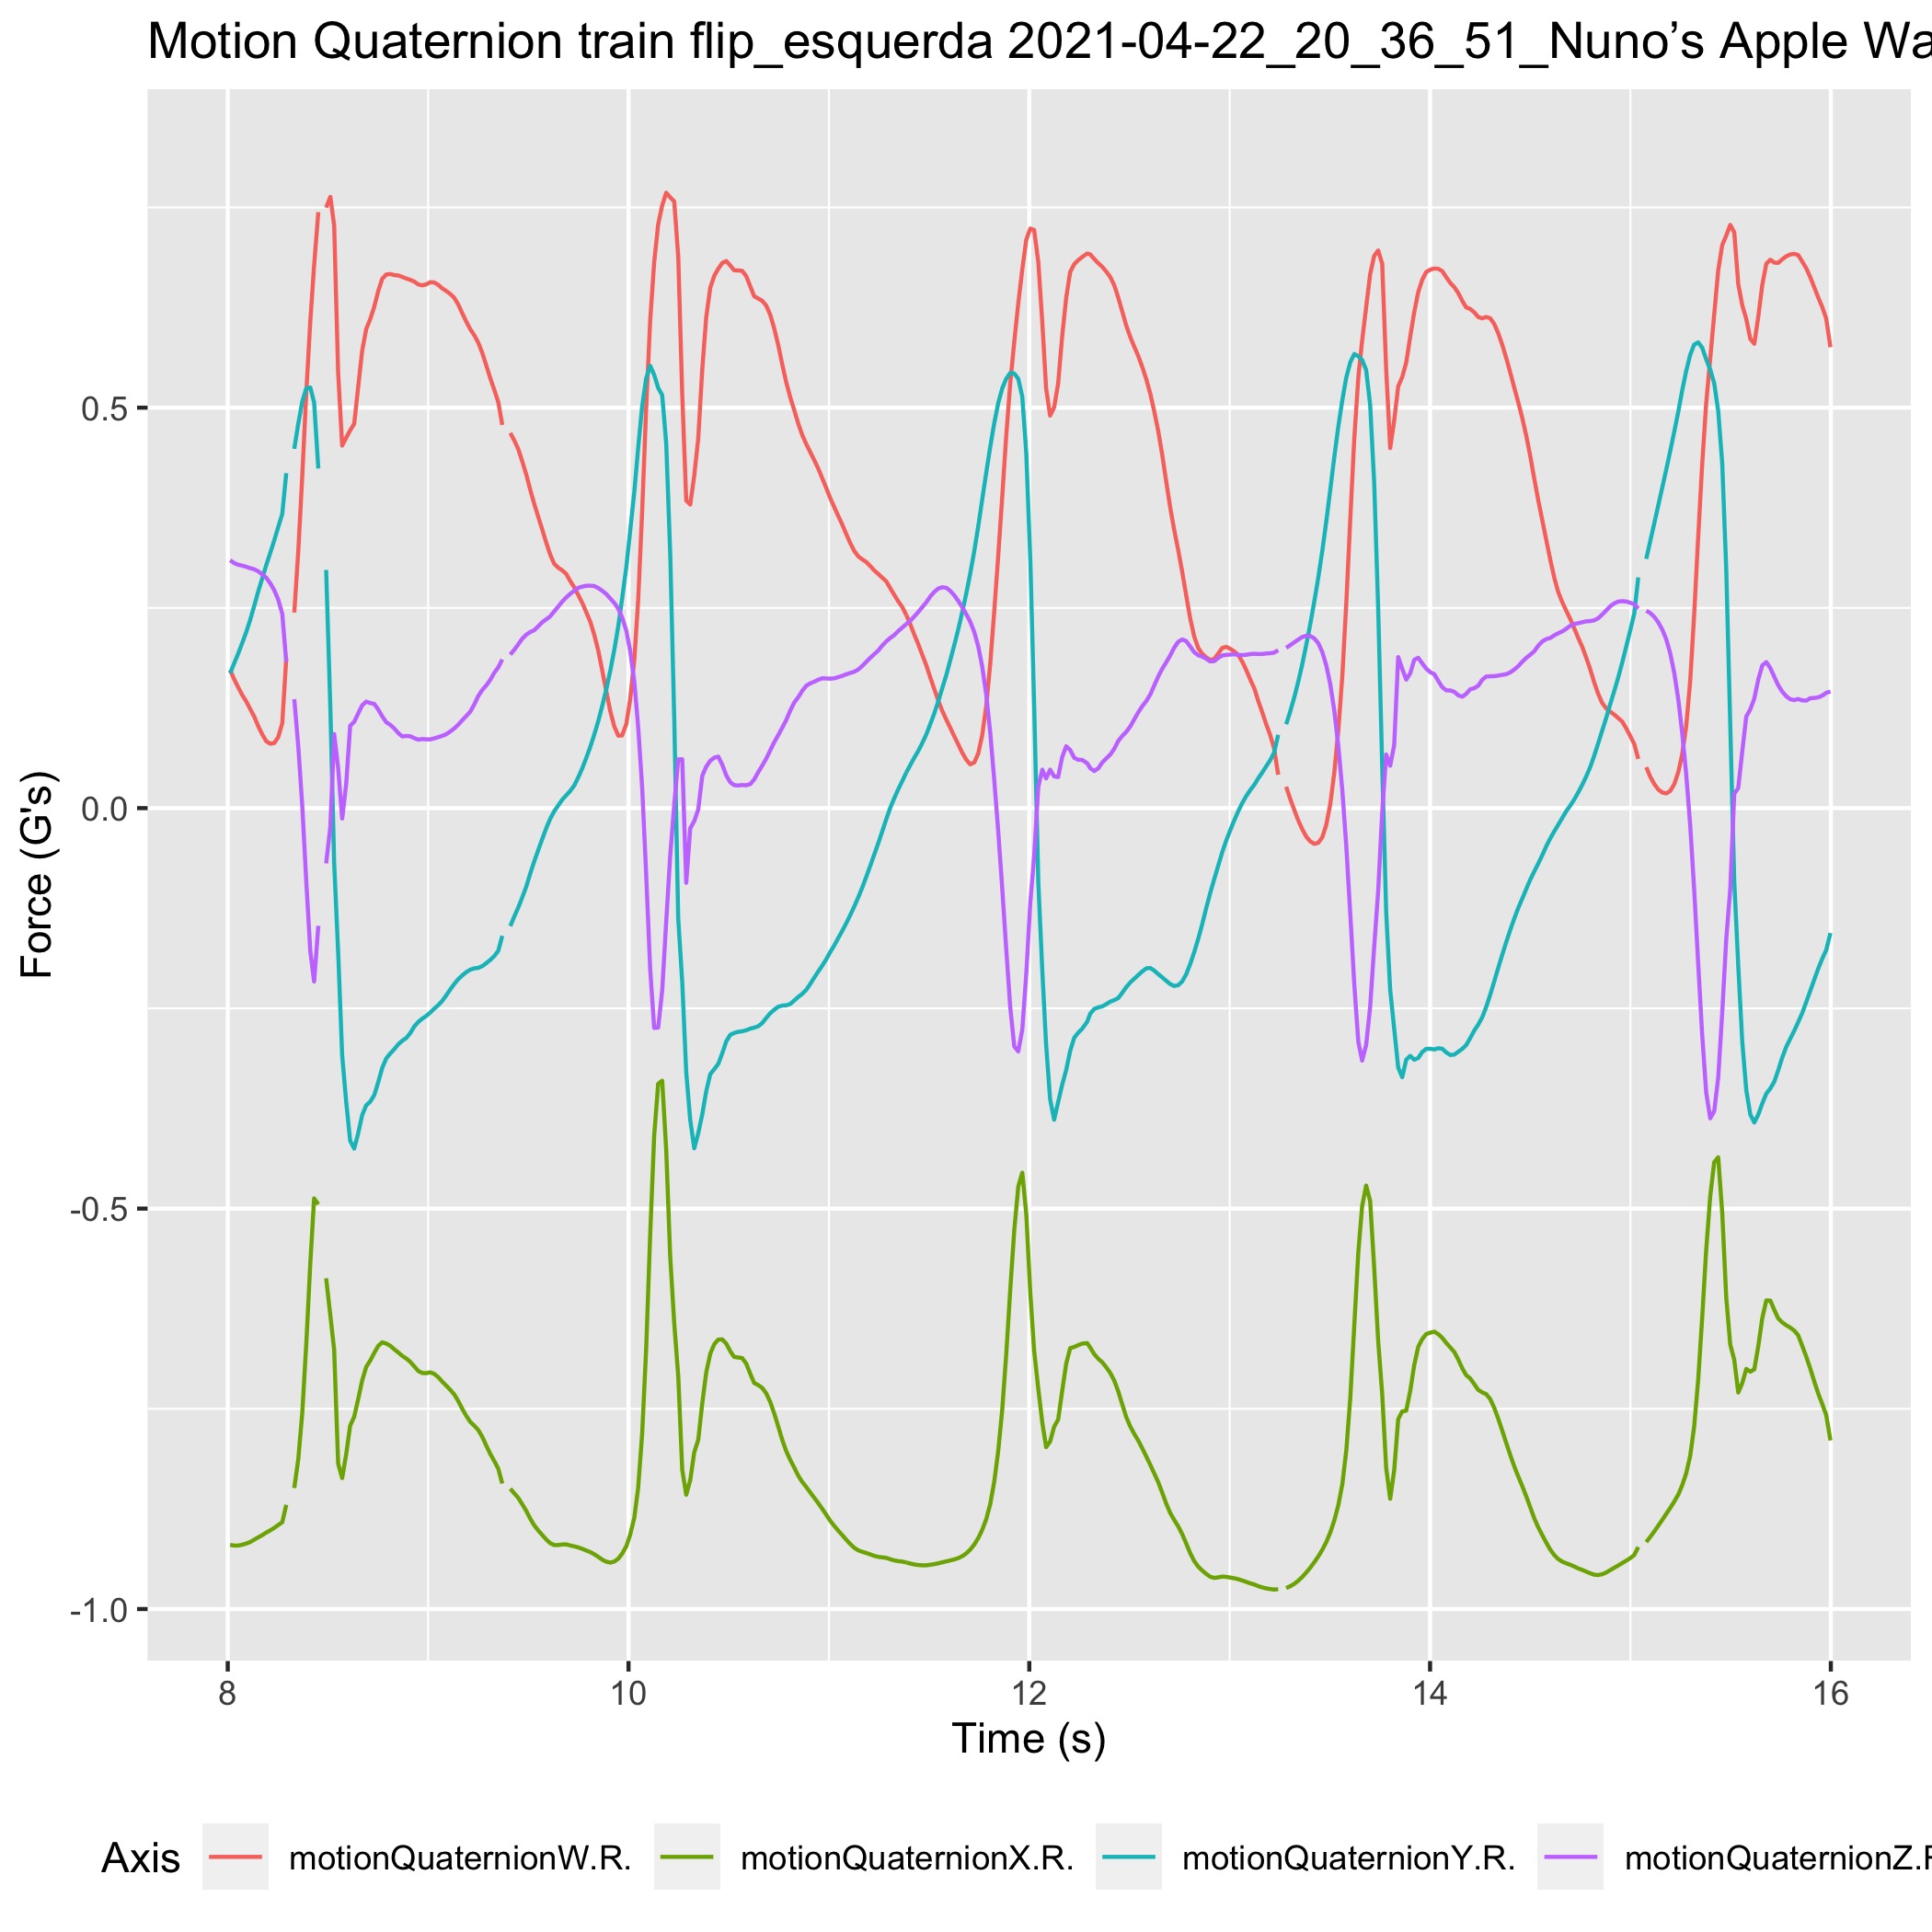 Motion Quaternion train flip_esquerda 2021-04-22_20_36_51_Nuno’s Apple Wa
0.5
0.0
-0.5
-1.0
Force (G's)
8 10 12 14 16
Time (s)
Axis motionQuaternionW.R. motionQuaternionX.R. motionQuaternionY.R. motionQuaternionZ.R